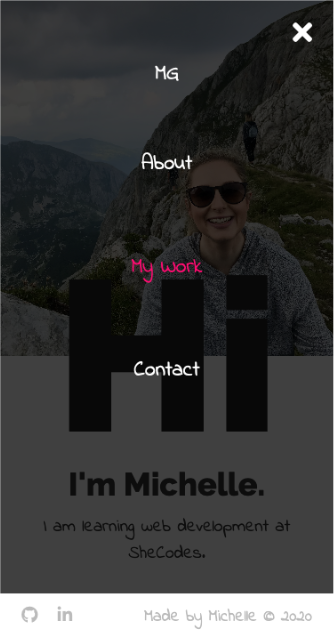 MG
About
My Work
Hi
Contact
I'm Michelle.
I am learning web development at
SheCodes.
Made by Michelle © 2020